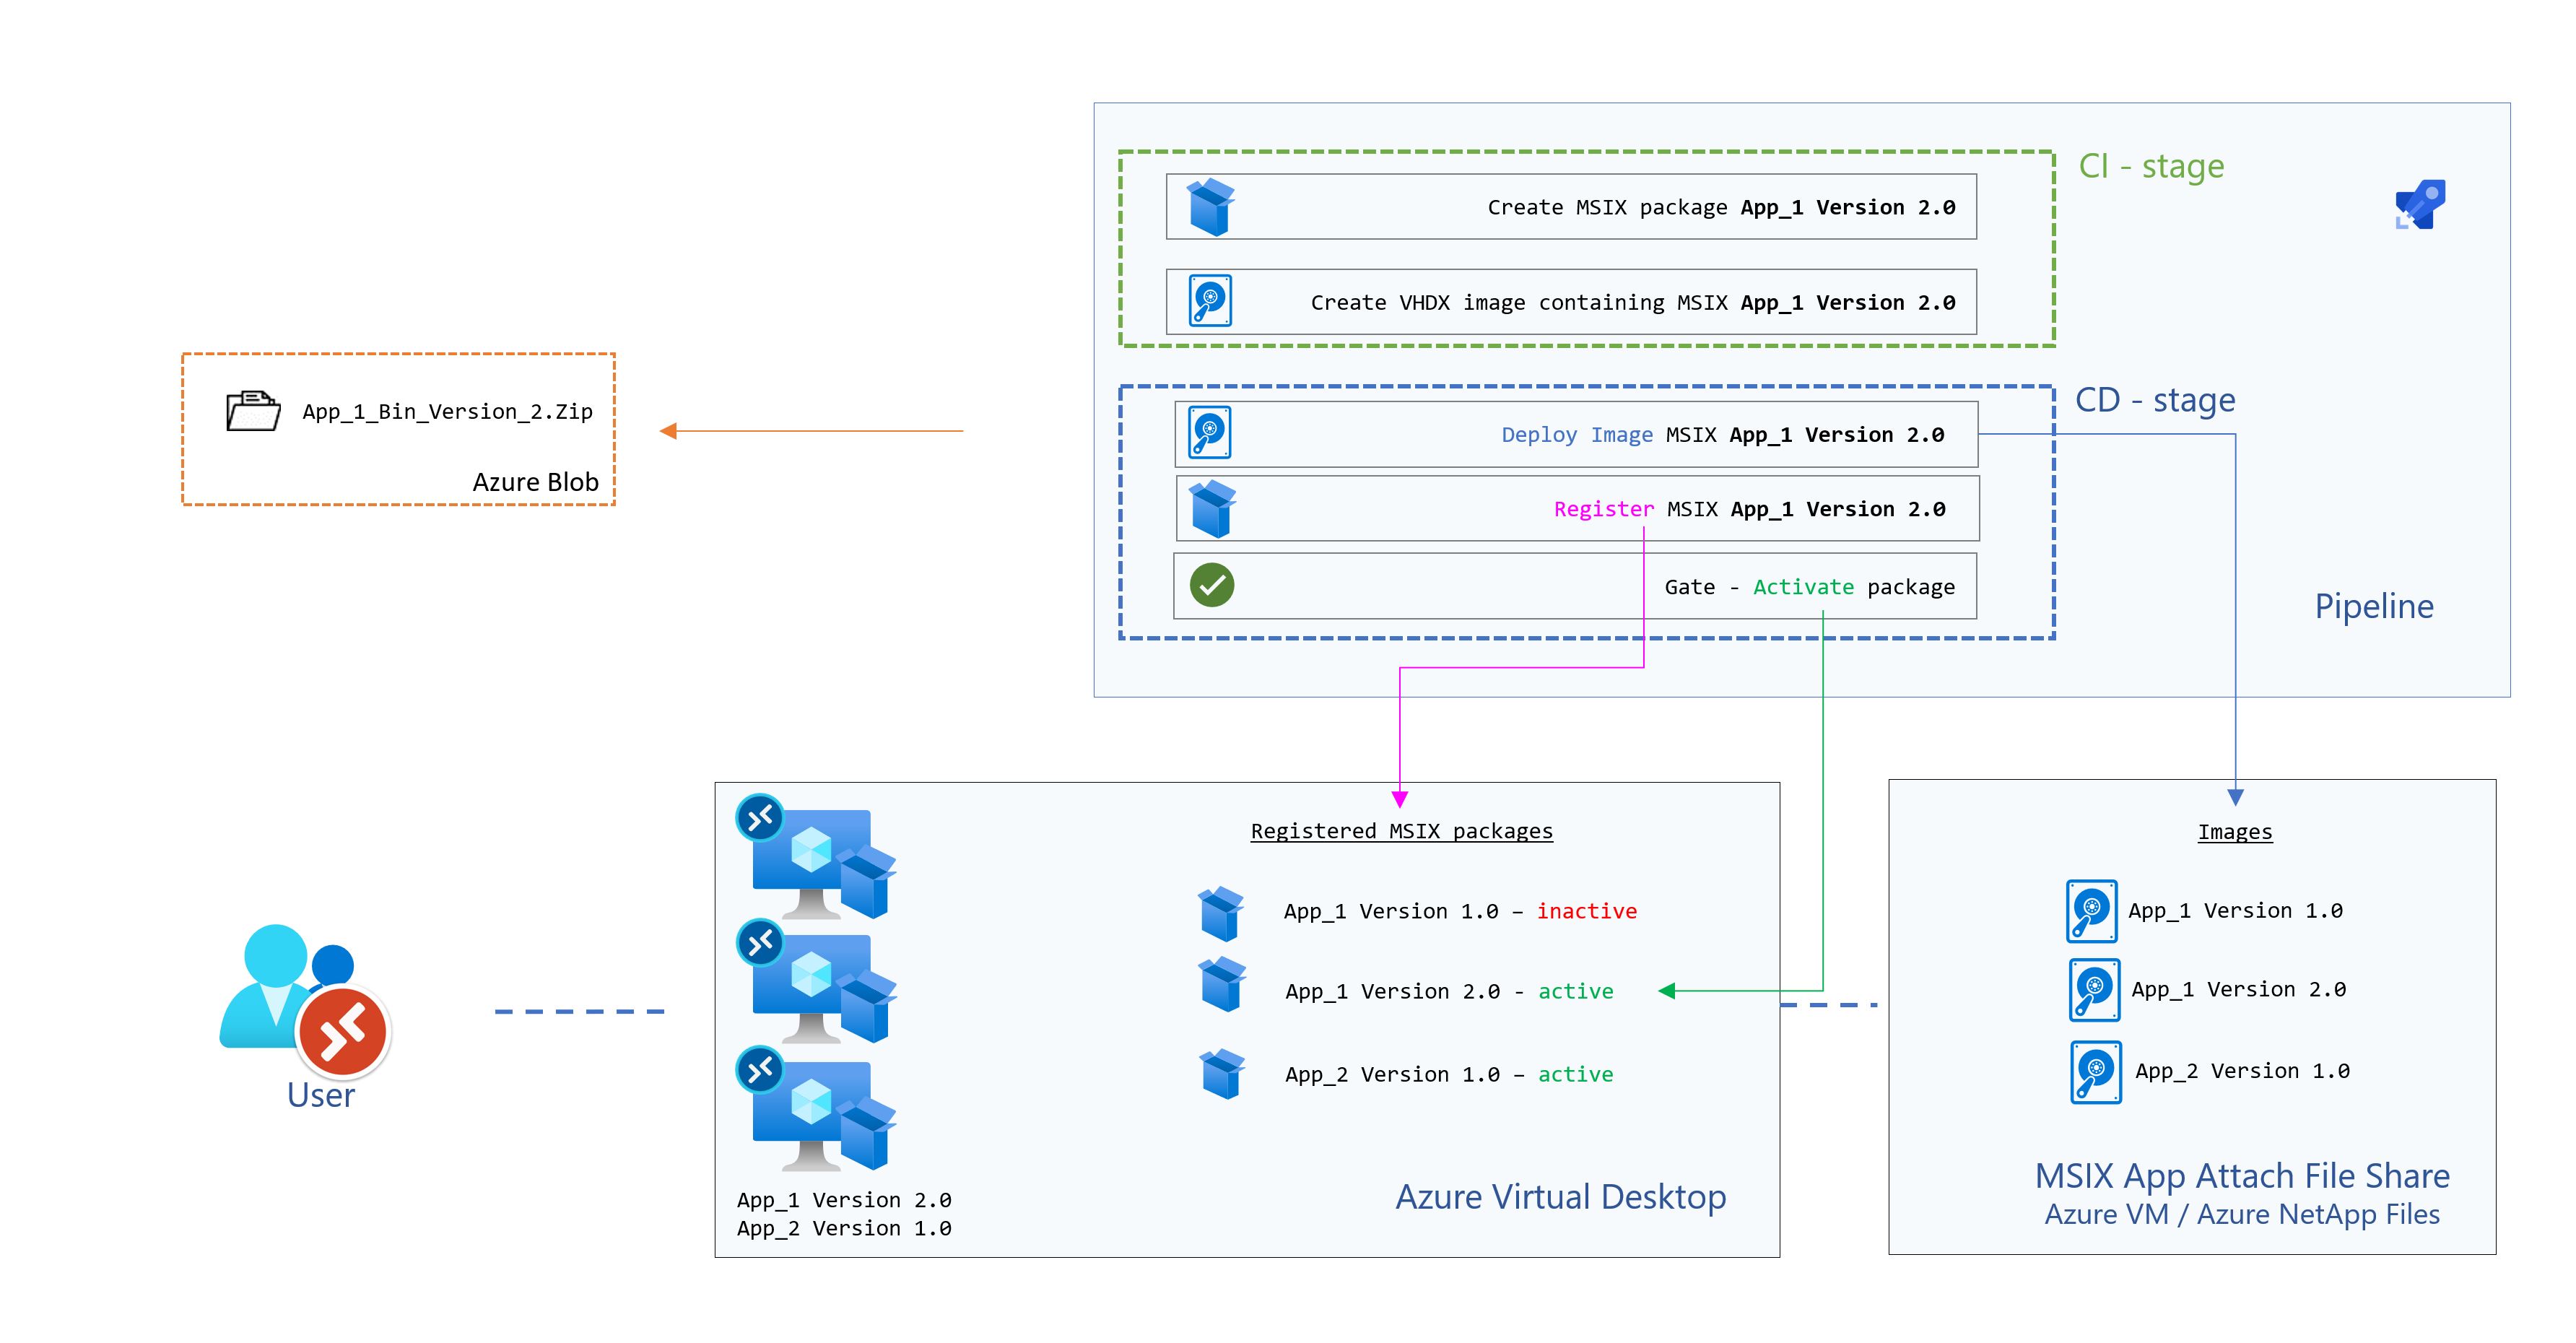 CI - stage
Create MSIX package App_1 Version 2.0
Create VHDX image containing MSIX App_1 Version 2.0
App_1_Bin_Version_2.Zip
Azure Blob
CD - stage
Deploy Image MSIX App_1 Version 2.0
Register MSIX App_1 Version 2.0
Gate - Activate package
Pipeline
User
Registered MSIX packages
App_1 Version 1.0 – inactive
App_1 Version 2.0 - active
App_2 Version 1.0 – active
App_1 Version 2.0
App_2 Version 1.0
Azure Virtual Desktop
Images
App_1 Version 1.0
App_1 Version 2.0
App_2 Version 1.0
MSIX App Attach File Share
Azure VM / Azure NetApp Files